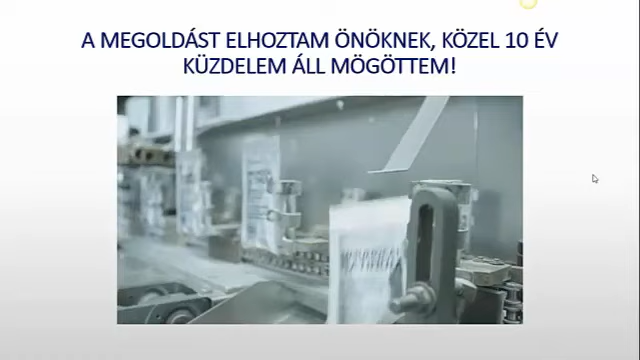 A MEGOLDÁST ELHOZTAM ÖNÖKNEK, KÖZEL 10 ÉV
KÜZDELEM ÁLL MÖGÖTTEM!